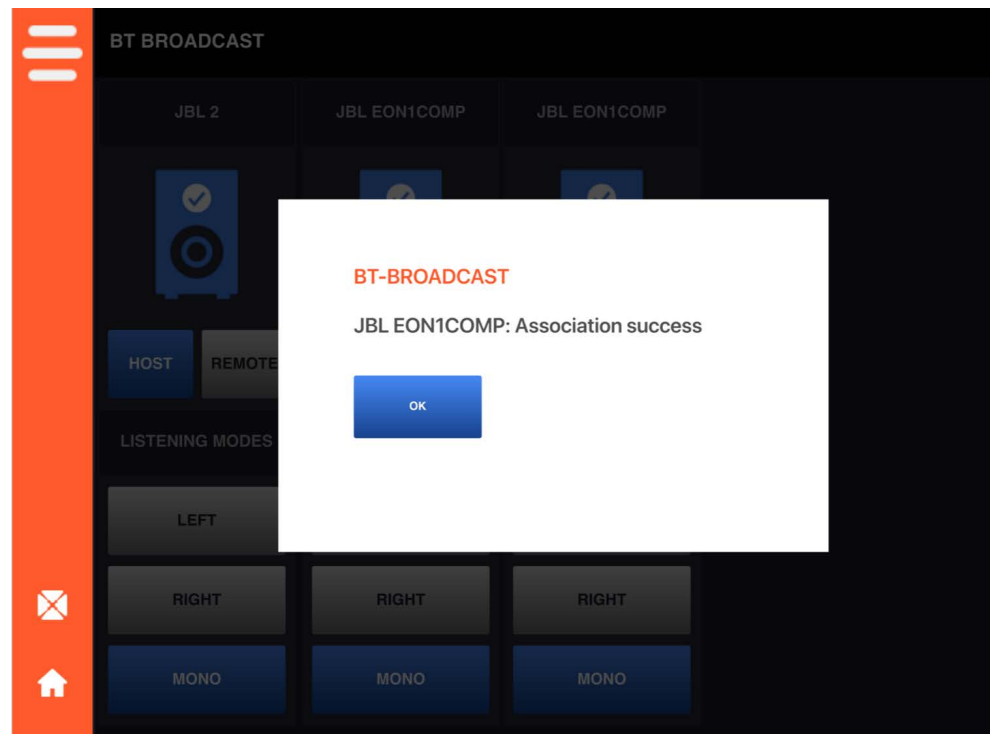 BT BROADCAST
JBL 2
JBL EON1COMP
JBL EON1COMP
BT-BROADCAST
JBL EON1COMP: Association success
OK
HOST
REMOTE
LISTENING MODES
LEFT
RIGHT
RIGHT
RIGHT
MONO
MONO
MONO